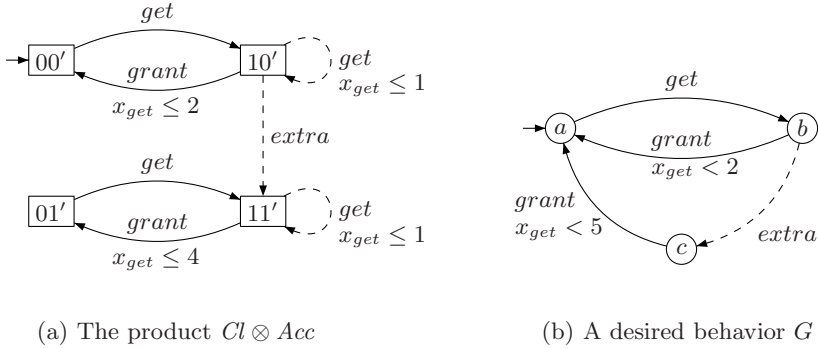 get
00′
10′
grant
x_get ≤ 2
get
x_get ≤ 1
extra
get
01′
11′
grant
x_get ≤ 4
get
x_get ≤ 1
(a) The product Cl ⊗ Acc
get
a
b
grant
x_get < 2
grant
x_get < 5
c
extra
(b) A desired behavior G